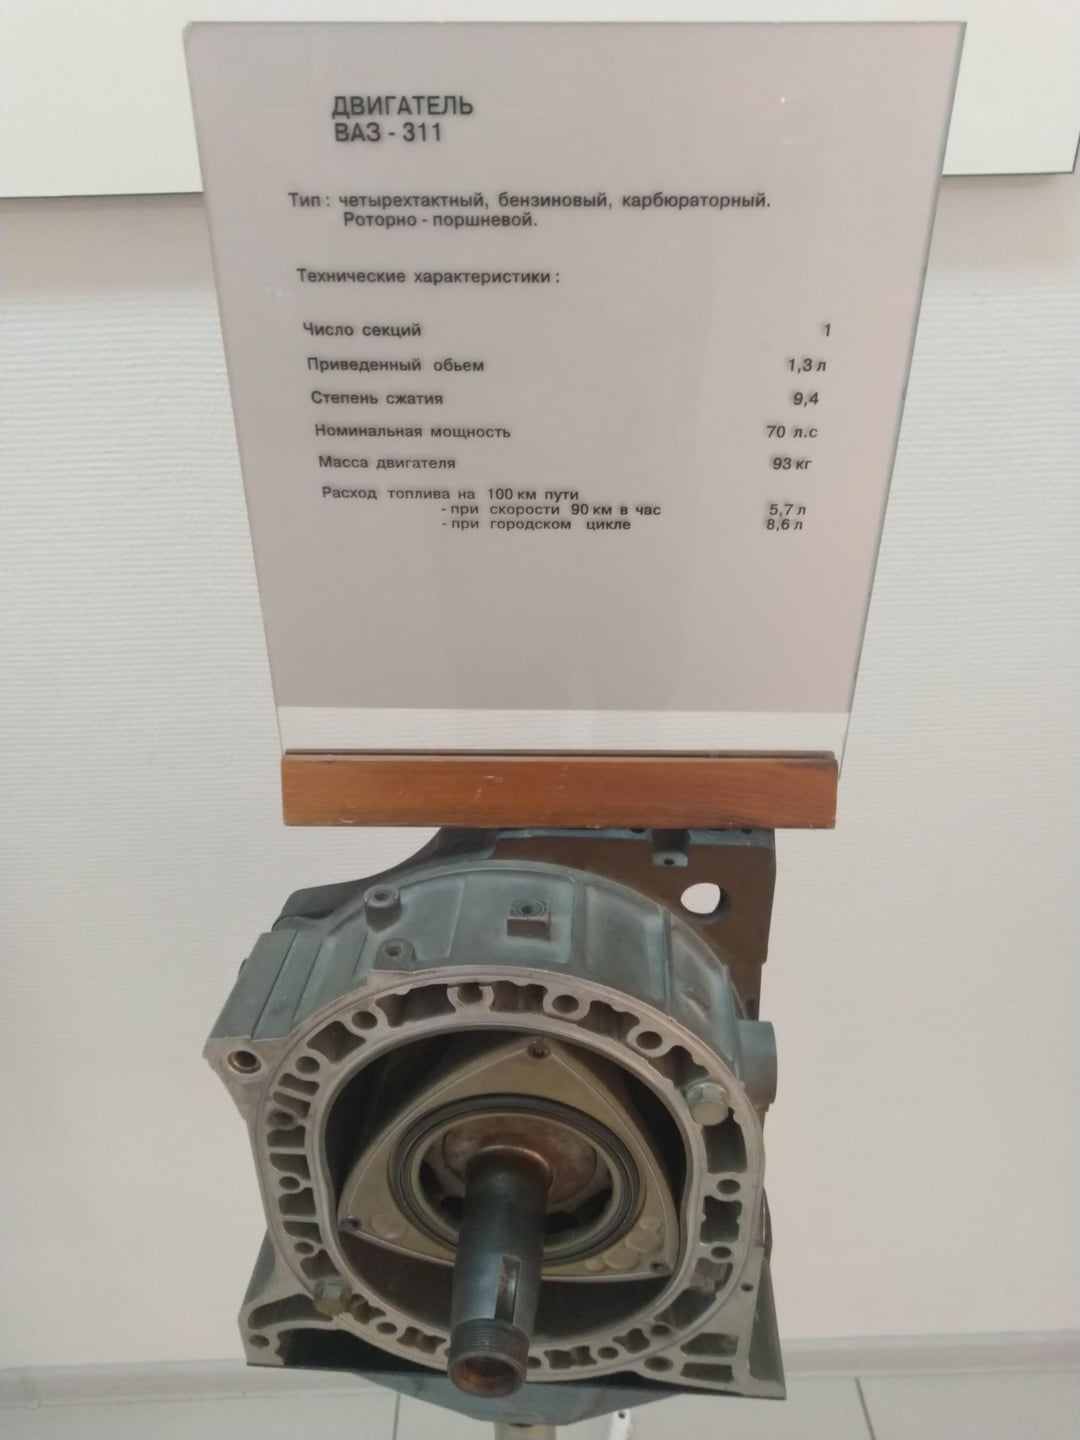 ДВИГАТЕЛЬ
ВАЗ - 311
Тип : четырехтактный, бензиновый, карбюраторный.
Роторно - поршневой.
Технические характеристики :
Число секций 1
Приведенный обьем 1,3 л
Степень сжатия 9,4
Номинальная мощность 70 л.с
Масса двигателя 93 кг
Расход топлива на 100 км пути
- при скорости 90 км в час 5,7 л
- при городском цикле 8,6 л